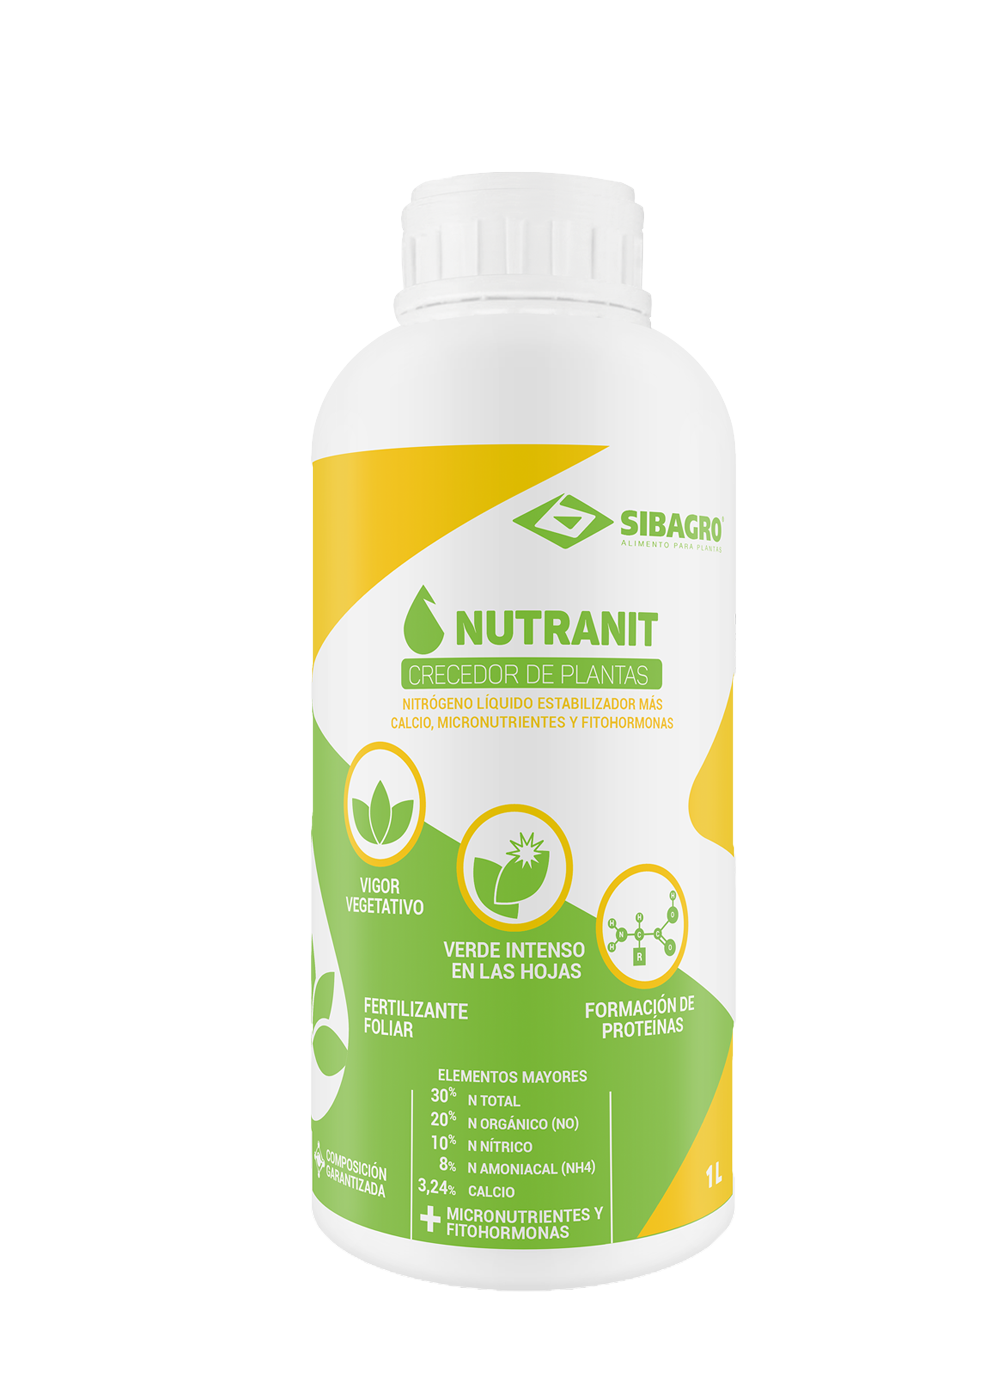 SIBAGRO
ALIMENTO PARA PLANTAS
NUTRANIT
CRECEDOR DE PLANTAS
NITRÓGENO LÍQUIDO ESTABILIZADOR MÁS
CALCIO, MICRONUTRIENTES Y FITOHORMONAS
VIGOR
VEGETATIVO
VERDE INTENSO
EN LAS HOJAS
H
H
N
H
C
R
C
O
H
O
FORMACIÓN DE
PROTEÍNAS
FERTILIZANTE
FOLIAR
ELEMENTOS MAYORES
30% N TOTAL
20% N ORGÁNICO (NO)
10% N NÍTRICO
8% N AMONIACAL (NH4)
3,24% CALCIO
+ MICRONUTRIENTES Y
FITOHORMONAS
COMPOSICIÓN
GARANTIZADA
1 L